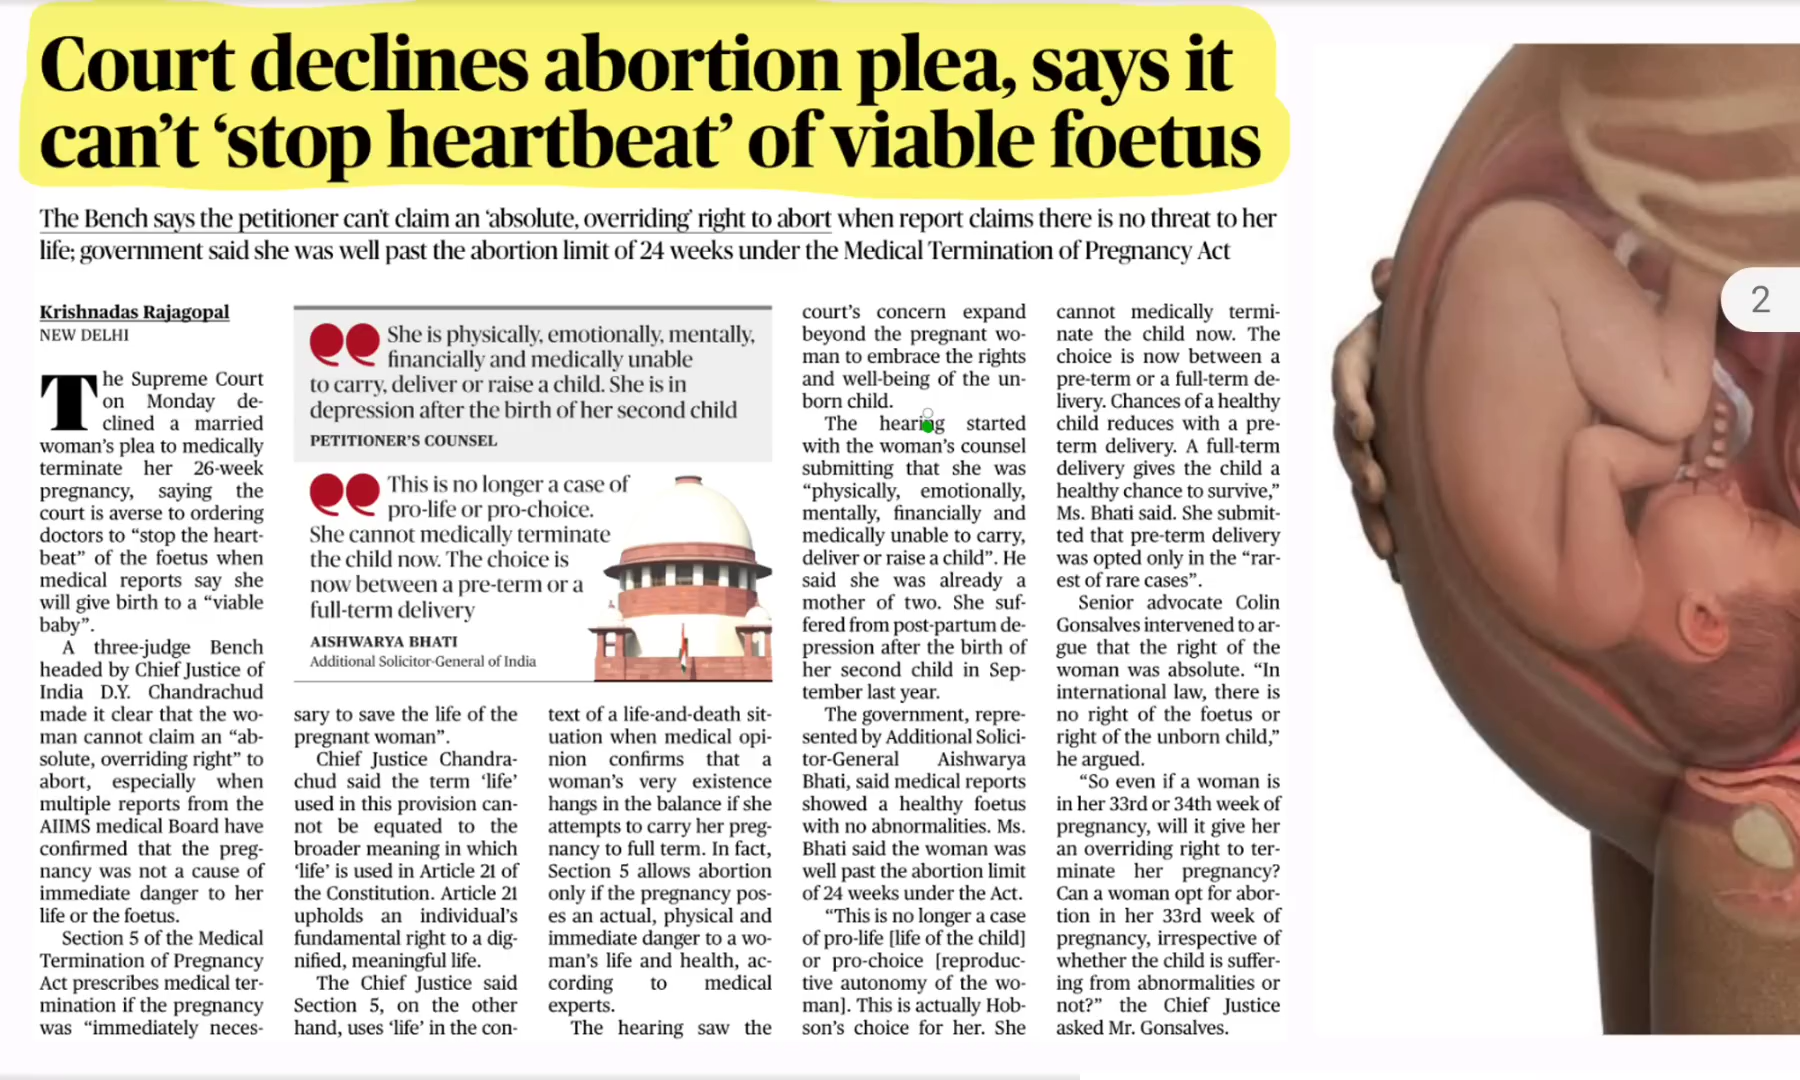 Court declines abortion plea, says it
can't 'stop heartbeat' of viable foetus
The Bench says the petitioner can't claim an 'absolute, overriding' right to abort when report claims there is no threat to her
life; government said she was well past the abortion limit of 24 weeks under the Medical Termination of Pregnancy Act
Krishnadas Rajagopal
NEW DELHI
The Supreme Court
on Monday de-
clined a married
woman's plea to medically
terminate her 26-week
pregnancy, saying the
court is averse to ordering
doctors to "stop the heart-
beat" of the foetus when
medical reports say she
will give birth to a "viable
baby".
A three-judge Bench
headed by Chief Justice of
India D.Y. Chandrachud
made it clear that the wo-
man cannot claim an "ab-
solute, overriding right" to
abort, especially when
multiple reports from the
AIIMS medical Board have
confirmed that the preg-
nancy was not a cause of
immediate danger to her
life or the foetus.
Section 5 of the Medical
Termination of Pregnancy
Act prescribes medical ter-
mination if the pregnancy
was "immediately neces-
She is physically, emotionally, mentally,
financially and medically unable
to carry, deliver or raise a child. She is in
depression after the birth of her second child
PETITIONER'S COUNSEL
This is no longer a case of
pro-life or pro-choice.
She cannot medically terminate
the child now. The choice is
now between a pre-term or a
full-term delivery
AISHWARYA BHATI
Additional Solicitor-General of India
sary to save the life of the
pregnant woman".
Chief Justice Chandra-
chud said the term 'life'
used in this provision can-
not be equated to the
broader meaning in which
'life' is used in Article 21 of
the Constitution. Article 21
upholds an individual's
fundamental right to a dig-
nified, meaningful life.
The Chief Justice said
Section 5, on the other
hand, uses 'life' in the con-
text of a life-and-death sit-
uation when medical opi-
nion confirms that a
woman's very existence
hangs in the balance if she
attempts to carry her preg-
nancy to full term. In fact,
Section 5 allows abortion
only if the pregnancy pos-
es an actual, physical and
immediate danger to a wo-
man's life and health, ac-
cording to medical
experts.
The hearing saw the
court's concern expand
beyond the pregnant wo-
man to embrace the rights
and well-being of the un-
born child.
The hearing started
with the woman's counsel
submitting that she was
"physically, emotionally,
mentally, financially and
medically unable to carry,
deliver or raise a child". He
said she was already a
mother of two. She suf-
fered from post-partum de-
pression after the birth of
her second child in Sep-
tember last year.
The government, repre-
sented by Additional Solici-
tor-General Aishwarya
Bhati, said medical reports
showed a healthy foetus
with no abnormalities. Ms.
Bhati said the woman was
well past the abortion limit
of 24 weeks under the Act.
"This is no longer a case
of pro-life [life of the child]
or pro-choice [reproduc-
tive autonomy of the wo-
man]. This is actually Hob-
son's choice for her. She
cannot medically termi-
nate the child now. The
choice is now between a
pre-term or a full-term de-
livery. Chances of a healthy
child reduces with a pre-
term delivery. A full-term
delivery gives the child a
healthy chance to survive,"
Ms. Bhati said. She submit-
ted that pre-term delivery
was opted only in the "rar-
est of rare cases".
Senior advocate Colin
Gonsalves intervened to ar-
gue that the right of the
woman was absolute. "In
international law, there is
no right of the foetus or
right of the unborn child,"
he argued.
"So even if a woman is
in her 33rd or 34th week of
pregnancy, will it give her
an overriding right to ter-
minate her pregnancy?
Can a woman opt for abor-
tion in her 33rd week of
pregnancy, irrespective of
whether the child is suffer-
ing from abnormalities or
not?" the Chief Justice
asked Mr. Gonsalves.
2